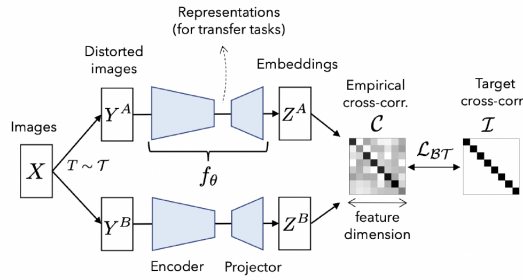 Representations
(for transfer tasks)
Distorted
images
Embeddings
Empirical
cross-corr.
Target
cross-corr
Images
Y^A
Z^A
C
I
X
T ~ T
f_θ
L_BT
Y^B
Z^B
feature
dimension
Encoder
Projector